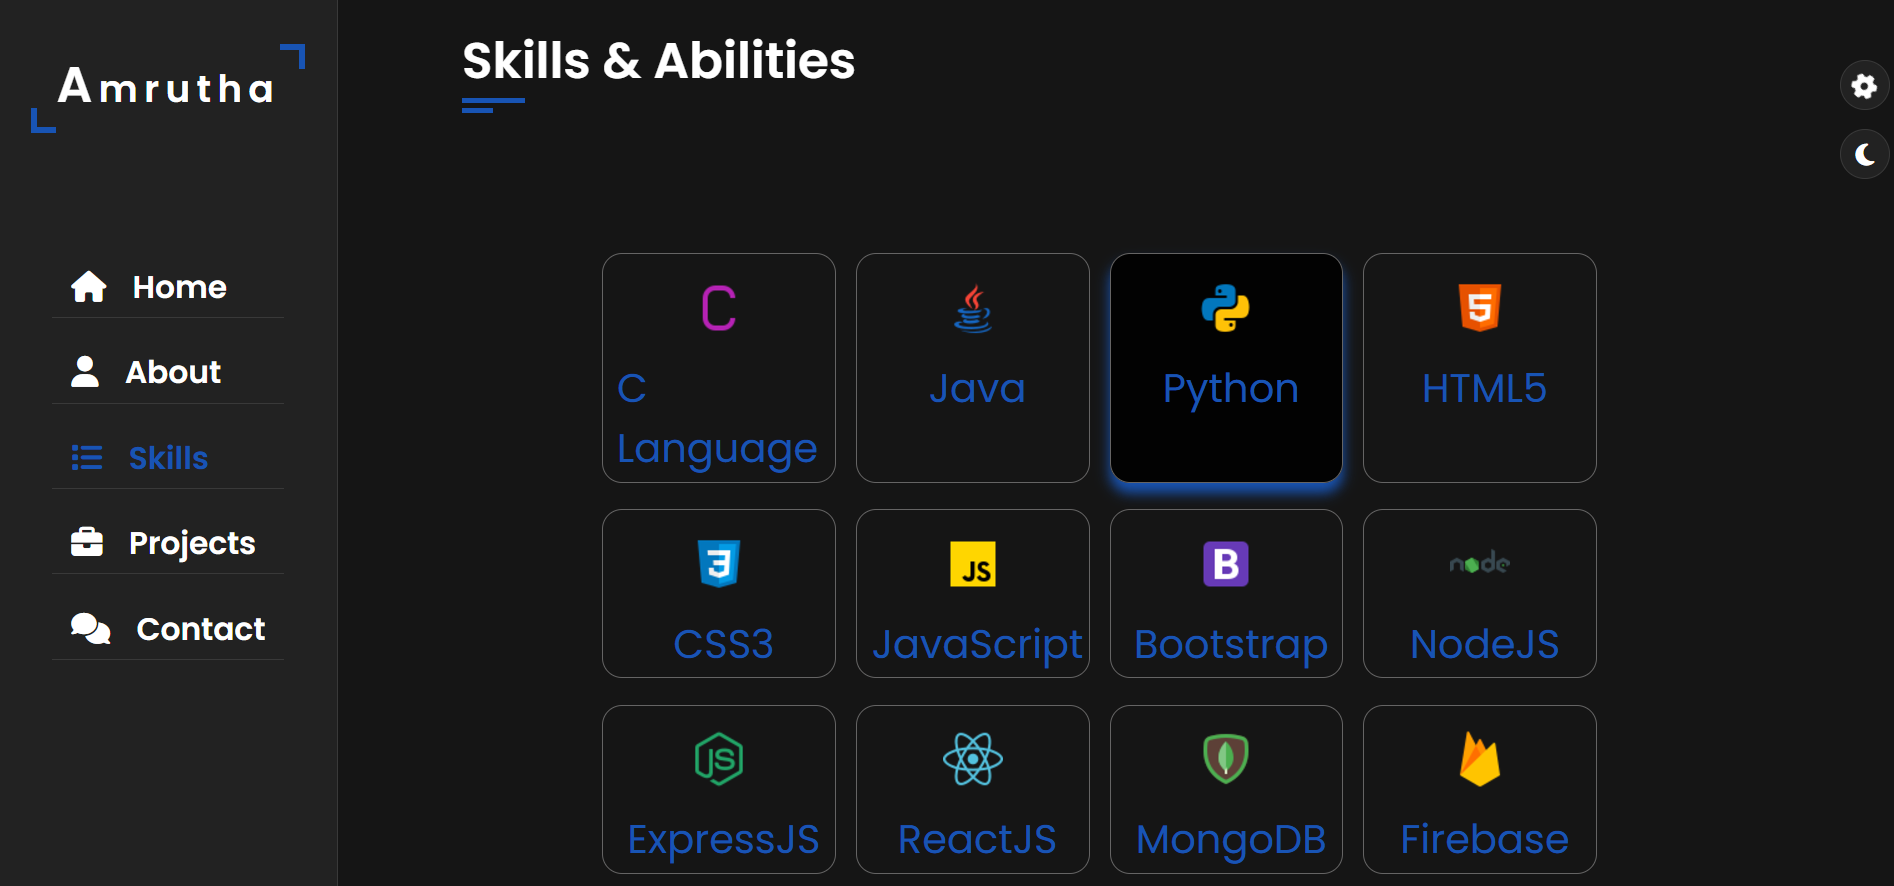 Amrutha
Skills & Abilities
Home
About
Skills
Projects
Contact
C
C
Language
Java
Python
5
HTML5
3
CSS3
JS
JavaScript
B
Bootstrap
node
NodeJS
JS
ExpressJS
ReactJS
MongoDB
Firebase